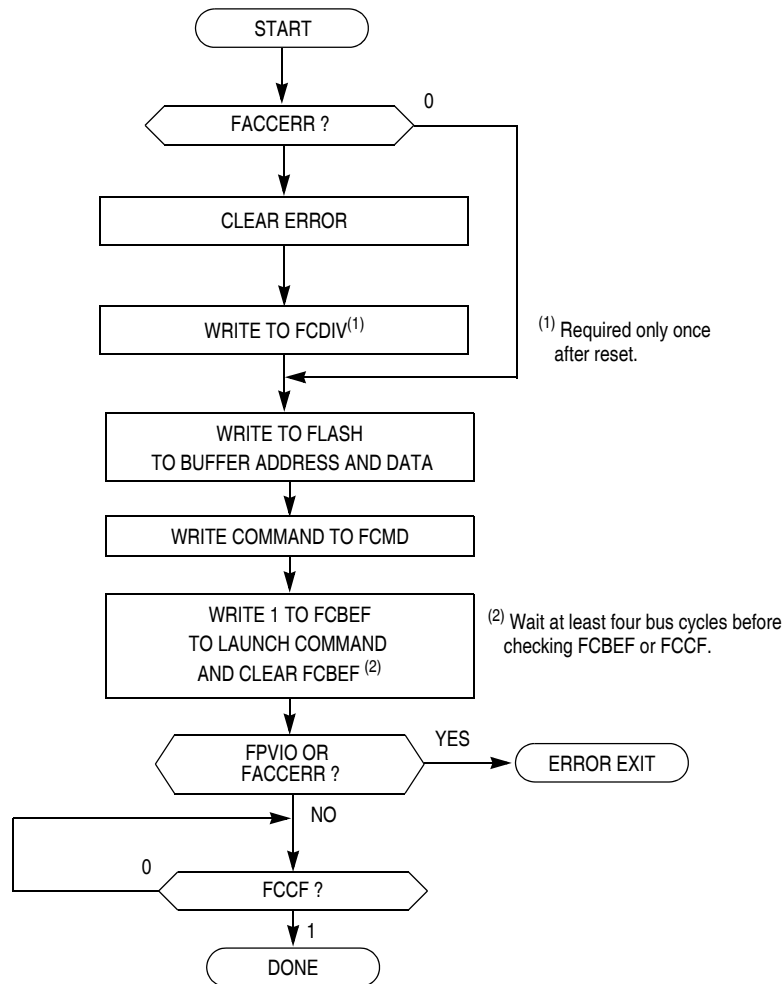 START
0
FACCERR ?
CLEAR ERROR
WRITE TO FCDIV(1)
(1) Required only once
after reset.
WRITE TO FLASH
TO BUFFER ADDRESS AND DATA
WRITE COMMAND TO FCMD
WRITE 1 TO FCBEF
TO LAUNCH COMMAND
AND CLEAR FCBEF (2)
(2) Wait at least four bus cycles before
checking FCBEF or FCCF.
FPVIO OR
FACCERR ?
YES
ERROR EXIT
NO
0
FCCF ?
1
DONE